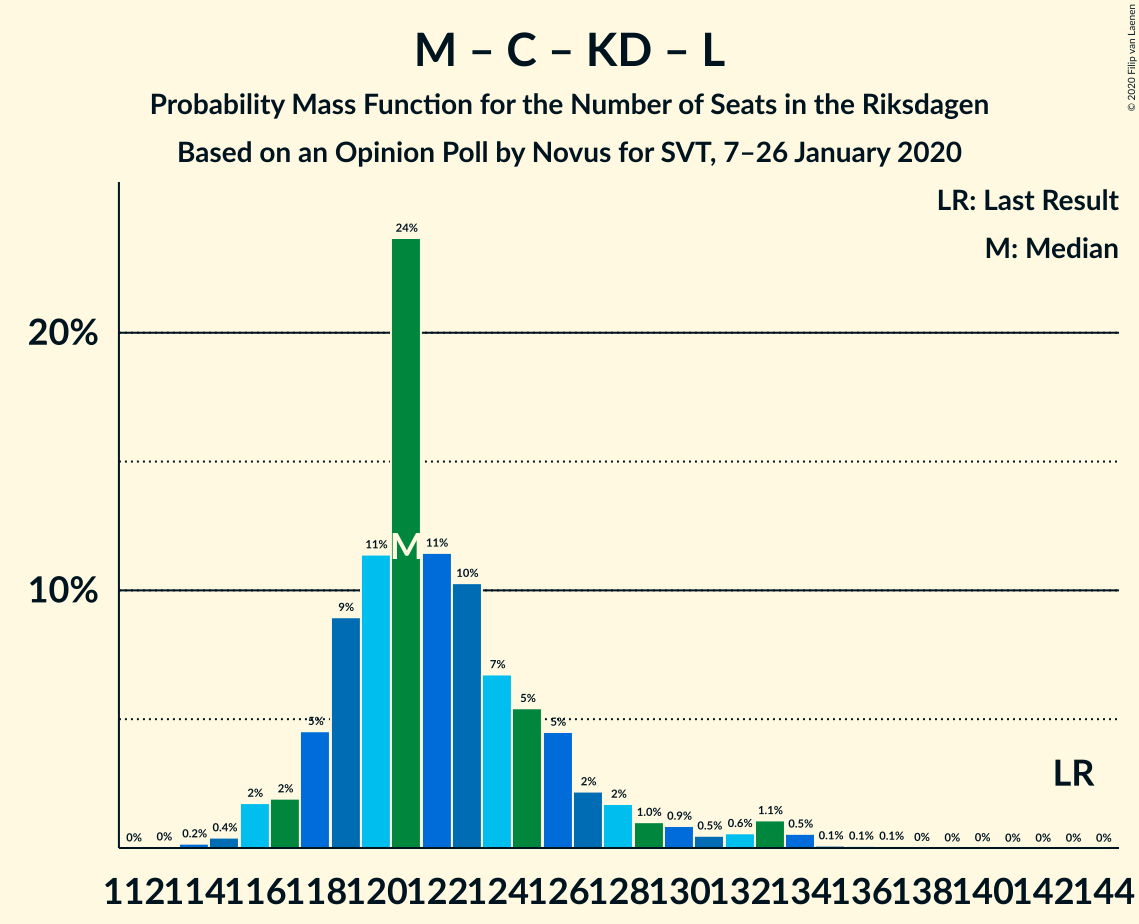 M – C – KD – L
Probability Mass Function for the Number of Seats in the Riksdagen
Based on an Opinion Poll by Novus for SVT, 7–26 January 2020
© 2020 Filip van Laenen
LR: Last Result
M: Median
20%
10%
0% 0% 0.2% 0.4% 2% 2% 5% 9% 11% 24% 11% 10% 7% 5% 5% 2% 2% 1.0% 0.9% 0.5% 0.6% 1.1% 0.5% 0.1% 0.1% 0.1% 0% 0% 0% 0% 0% 0% 0%
M
LR
112 114 116 118 120 122 124 126 128 130 132 134 136 138 140 142 144